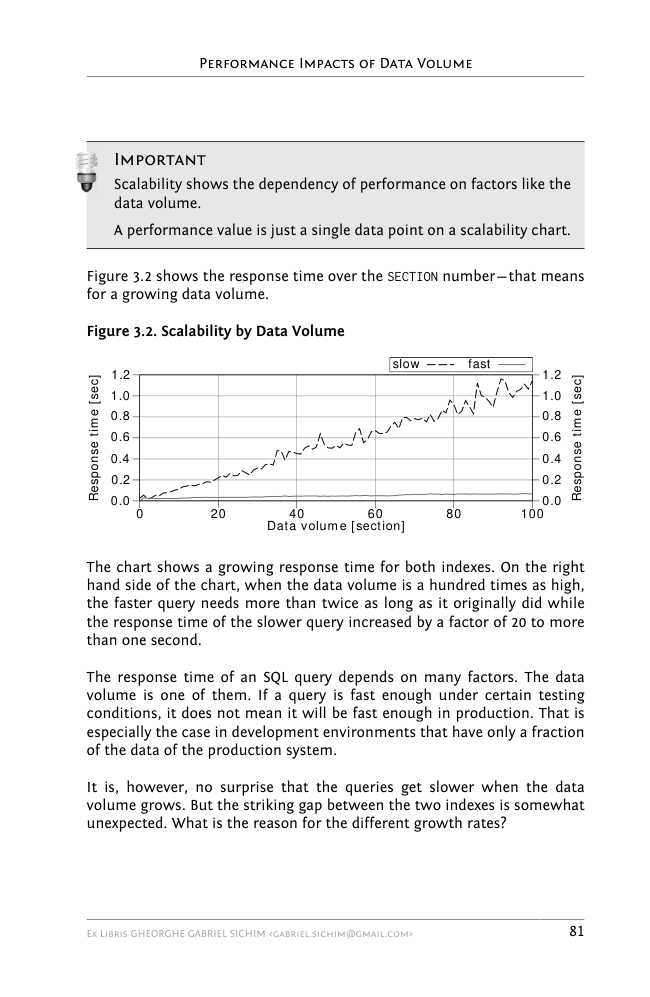 PERFORMANCE IMPACTS OF DATA VOLUME
IMPORTANT
Scalability shows the dependency of performance on factors like the
data volume.
A performance value is just a single data point on a scalability chart.
Figure 3.2 shows the response time over the SECTION number—that means
for a growing data volume.
Figure 3.2. Scalability by Data Volume
slow fast
1.2 1.2
1.0 1.0
0.8 0.8
0.6 0.6
0.4 0.4
0.2 0.2
0.0 0.0
Response time [sec] Response time [sec]
0 20 40 60 80 100
Data volume [section]
The chart shows a growing response time for both indexes. On the right
hand side of the chart, when the data volume is a hundred times as high,
the faster query needs more than twice as long as it originally did while
the response time of the slower query increased by a factor of 20 to more
than one second.
The response time of an SQL query depends on many factors. The data
volume is one of them. If a query is fast enough under certain testing
conditions, it does not mean it will be fast enough in production. That is
especially the case in development environments that have only a fraction
of the data of the production system.
It is, however, no surprise that the queries get slower when the data
volume grows. But the striking gap between the two indexes is somewhat
unexpected. What is the reason for the different growth rates?
EX LIBRIS GHEORGHE GABRIEL SICHIM <GABRIEL.SICHIM@GMAIL.COM> 81